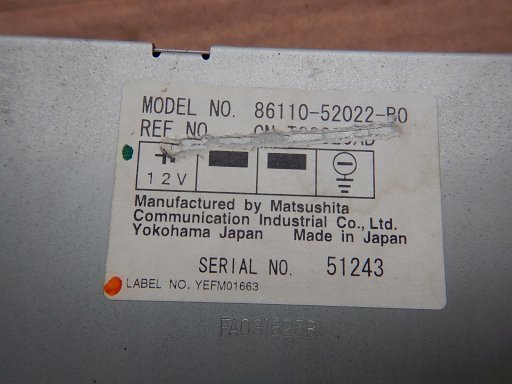 MODEL NO. 86110-52022-B0
REF NO.
12V
Manufactured by Matsushita
Communication Industrial Co., Ltd.
Yokohama Japan Made in Japan
SERIAL NO. 51243
LABEL NO. YEFM01663
FA031625B